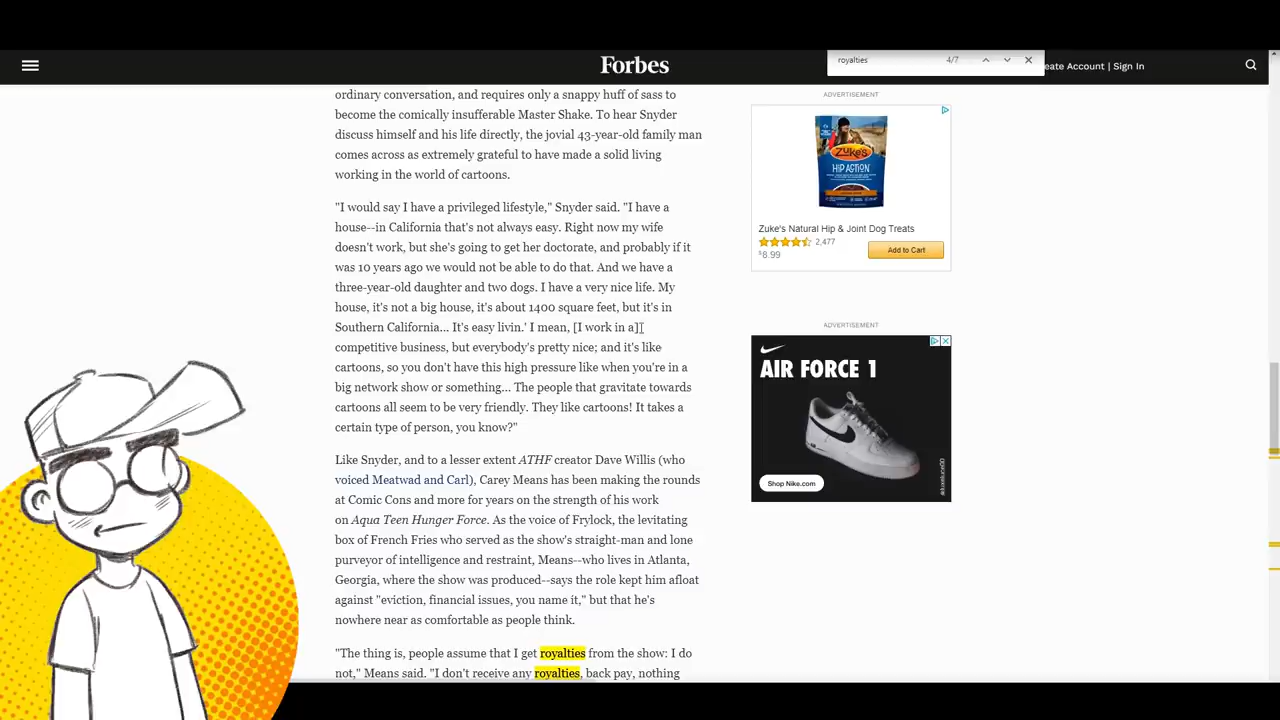 Forbes
royalties
4/7
eate Account | Sign In
ordinary conversation, and requires only a snappy huff of sass to
become the comically insufferable Master Shake. To hear Snyder
discuss himself and his life directly, the jovial 43-year-old family man
comes across as extremely grateful to have made a solid living
working in the world of cartoons.
"I would say I have a privileged lifestyle," Snyder said. "I have a
house--in California that's not always easy. Right now my wife
doesn't work, but she's going to get her doctorate, and probably if it
was 10 years ago we would not be able to do that. And we have a
three-year-old daughter and two dogs. I have a very nice life. My
house, it's not a big house, it's about 1400 square feet, but it's in
Southern California... It's easy livin.' I mean, [I work in a]
competitive business, but everybody's pretty nice; and it's like
cartoons, so you don't have this high pressure like when you're in a
big network show or something... The people that gravitate towards
cartoons all seem to be very friendly. They like cartoons! It takes a
certain type of person, you know?"
Like Snyder, and to a lesser extent ATHF creator Dave Willis (who
voiced Meatwad and Carl), Carey Means has been making the rounds
at Comic Cons and more for years on the strength of his work
on Aqua Teen Hunger Force. As the voice of Frylock, the levitating
box of French Fries who served as the show's straight-man and lone
purveyor of intelligence and restraint, Means--who lives in Atlanta,
Georgia, where the show was produced--says the role kept him afloat
against "eviction, financial issues, you name it," but that he's
nowhere near as comfortable as people think.
"The thing is, people assume that I get royalties from the show: I do
not," Means said. "I don't receive any royalties, back pay, nothing
ADVERTISEMENT
Zuke's
HIP ACTION
Zuke's Natural Hip & Joint Dog Treats
2,477
$8.99
Add to Cart
ADVERTISEMENT
AIR FORCE 1
Shop Nike.com